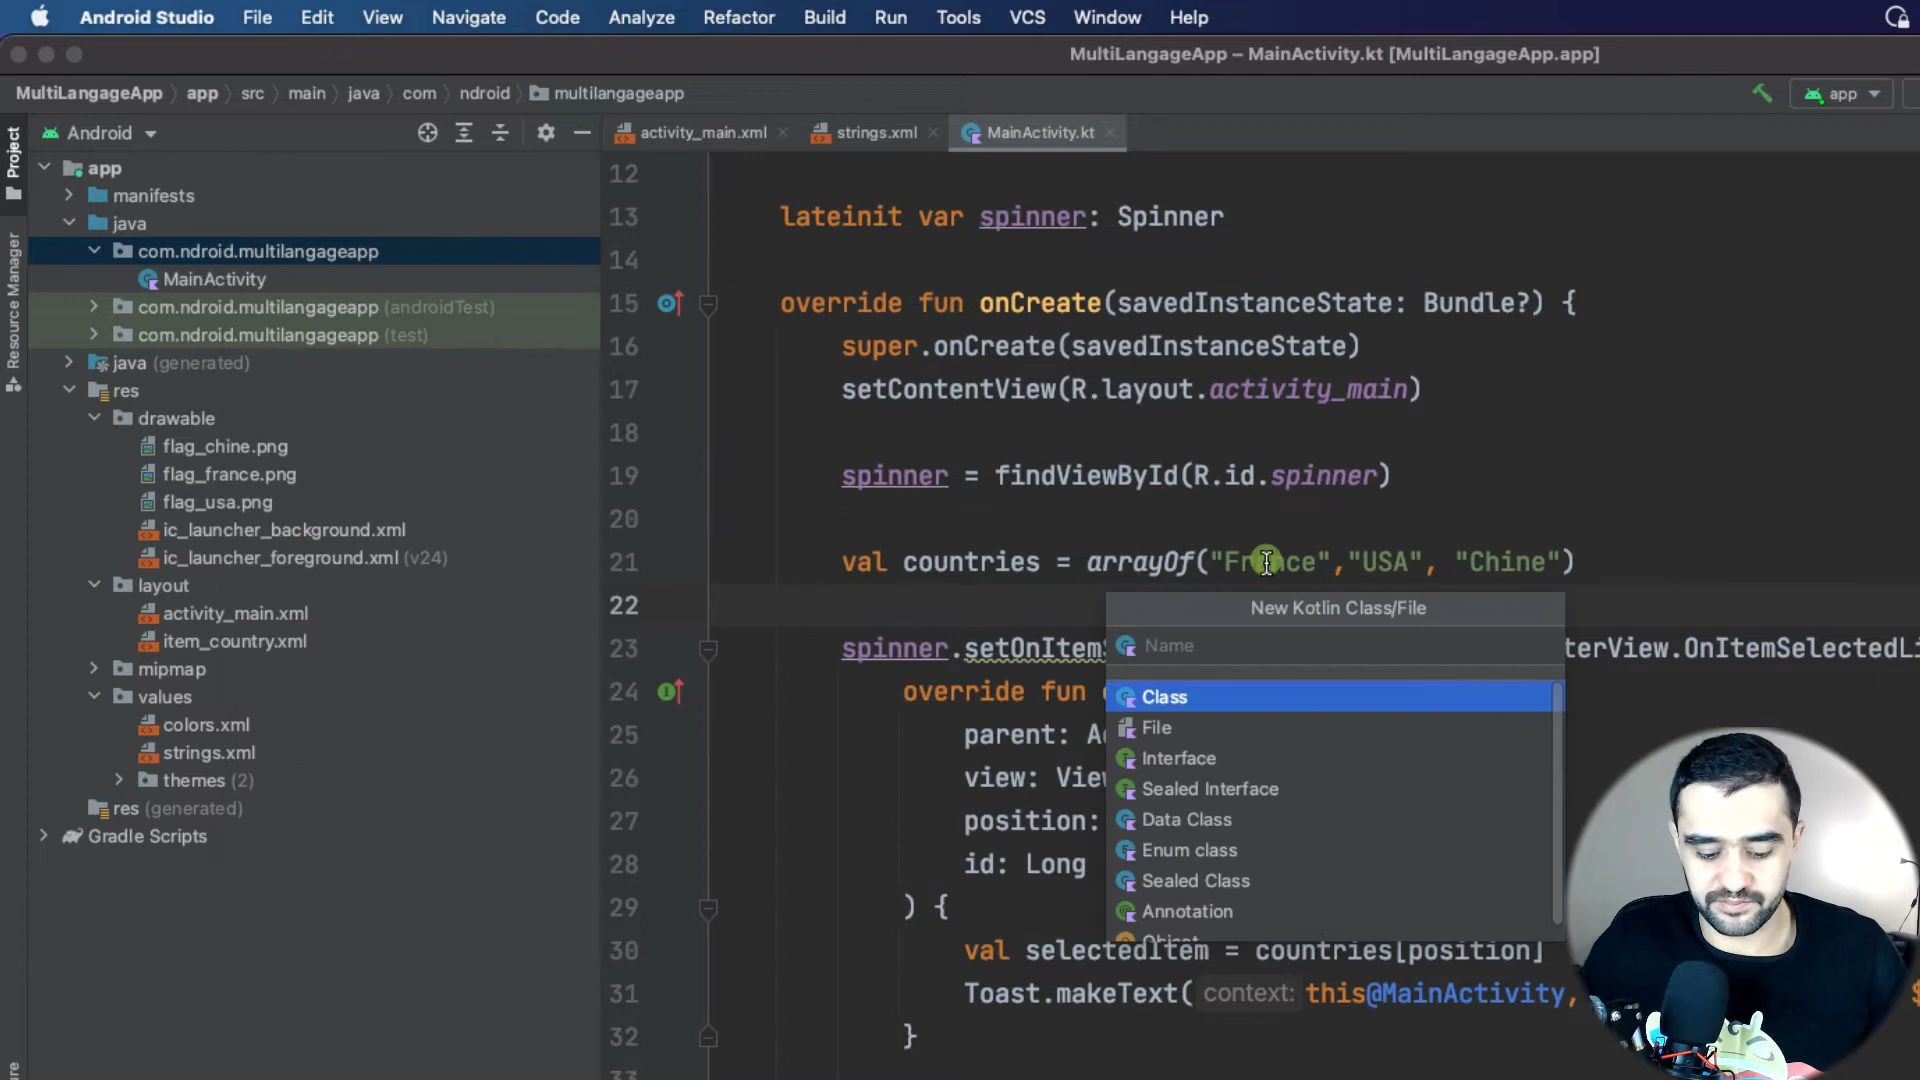 Android Studio File Edit View Navigate Code Analyze Refactor Build Run Tools VCS Window Help
MultiLangageApp – MainActivity.kt [MultiLangageApp.app]
MultiLangageApp app src main java com ndroid multilangageapp
app
Project
Resource Manager
Android
app
manifests
java
com.ndroid.multilangageapp
MainActivity
com.ndroid.multilangageapp (androidTest)
com.ndroid.multilangageapp (test)
java (generated)
res
drawable
flag_chine.png
flag_france.png
flag_usa.png
ic_launcher_background.xml
ic_launcher_foreground.xml (v24)
layout
activity_main.xml
item_country.xml
mipmap
values
colors.xml
strings.xml
themes (2)
res (generated)
Gradle Scripts
activity_main.xml strings.xml MainActivity.kt
12
13 lateinit var spinner: Spinner
14
15 override fun onCreate(savedInstanceState: Bundle?) {
16 super.onCreate(savedInstanceState)
17 setContentView(R.layout.activity_main)
18
19 spinner = findViewById(R.id.spinner)
20
21 val countries = arrayOf("France","USA", "Chine")
22
23 spinner.setOnItemS terView.OnItemSelectedLi
24 override fun
25 parent: A
26 view: View
27 position:
28 id: Long
29 ) {
30 val selectedItem = countries[position]
31 Toast.makeText( context: this@MainActivity, $
32 }
33
New Kotlin Class/File
Name
Class
File
Interface
Sealed Interface
Data Class
Enum class
Sealed Class
Annotation
Object